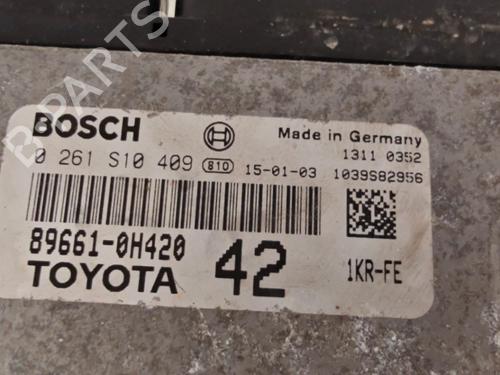 B PARTS
BOSCH
Made in Germany
0 261 S10 409 810 15-01-03
1311 0352
1039S82956
89661-0H420
TOYOTA
42
1KR-FE